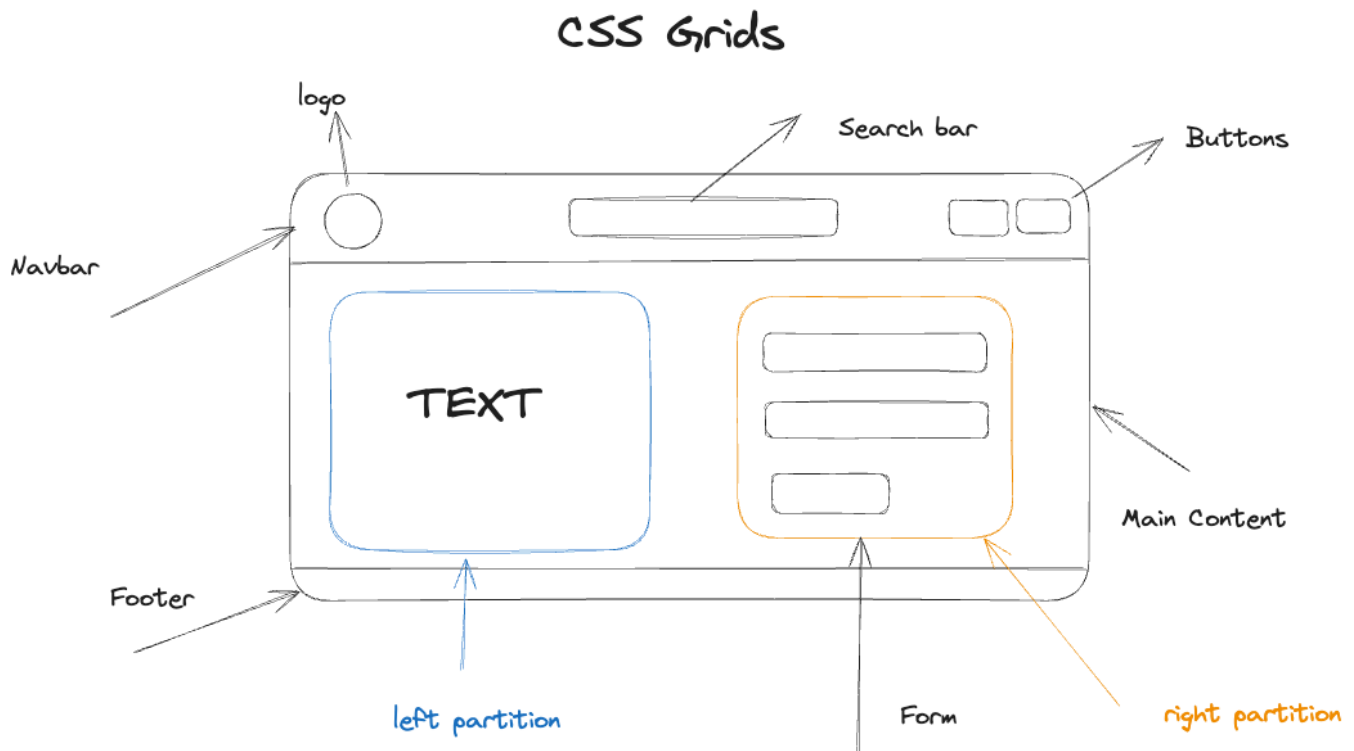 CSS Grids
logo
Search bar
Buttons
Navbar
TEXT
Main Content
Footer
left partition
Form
right partition